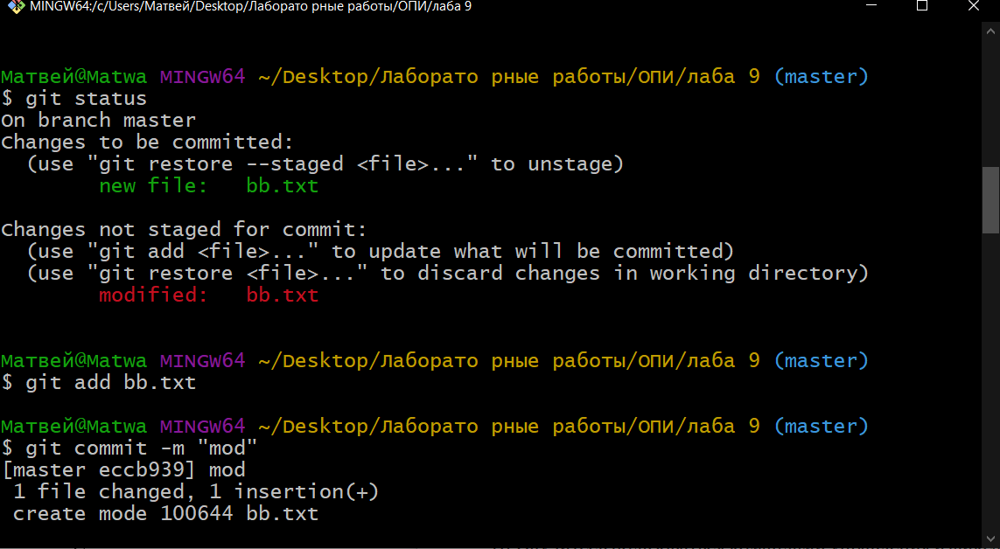 MINGW64:/c/Users/Матвей/Desktop/Лаборато рные работы/ОПИ/лаба 9
Матвей@Matwa MINGW64 ~/Desktop/Лаборато рные работы/ОПИ/лаба 9 (master)
$ git status
On branch master
Changes to be committed:
  (use "git restore --staged <file>..." to unstage)
        new file:   bb.txt
Changes not staged for commit:
  (use "git add <file>..." to update what will be committed)
  (use "git restore <file>..." to discard changes in working directory)
        modified:   bb.txt
Матвей@Matwa MINGW64 ~/Desktop/Лаборато рные работы/ОПИ/лаба 9 (master)
$ git add bb.txt
Матвей@Matwa MINGW64 ~/Desktop/Лаборато рные работы/ОПИ/лаба 9 (master)
$ git commit -m "mod"
[master eccb939] mod
 1 file changed, 1 insertion(+)
 create mode 100644 bb.txt